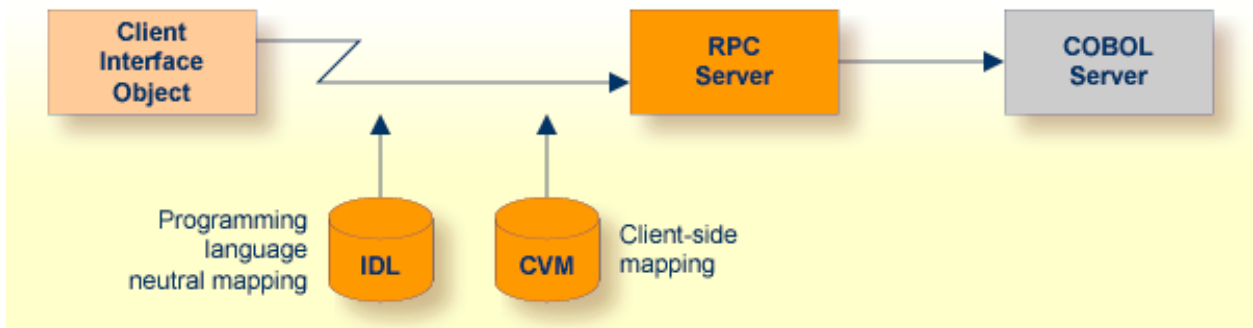 Client
Interface
Object
RPC
Server
COBOL
Server
Programming
language
neutral mapping
IDL
CVM
Client-side
mapping